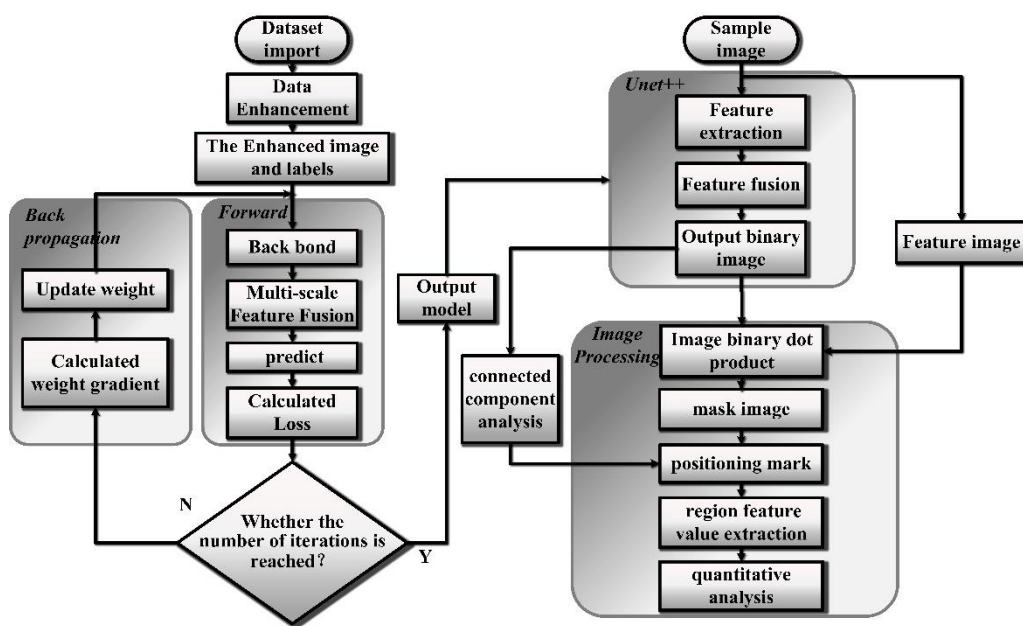 Dataset
import
Data
Enhancement
The Enhanced image
and labels
Back
propagation
Update weight
Calculated
weight gradient
Forward
Back bond
Multi-scale
Feature Fusion
predict
Calculated
Loss
N
Whether the
number of iterations is
reached?
Y
Output
model
Sample
image
Unet++
Feature
extraction
Feature fusion
Output binary
image
Feature image
connected
component
analysis
Image
Processing
Image binary dot
product
mask image
positioning mark
region feature
value extraction
quantitative
analysis